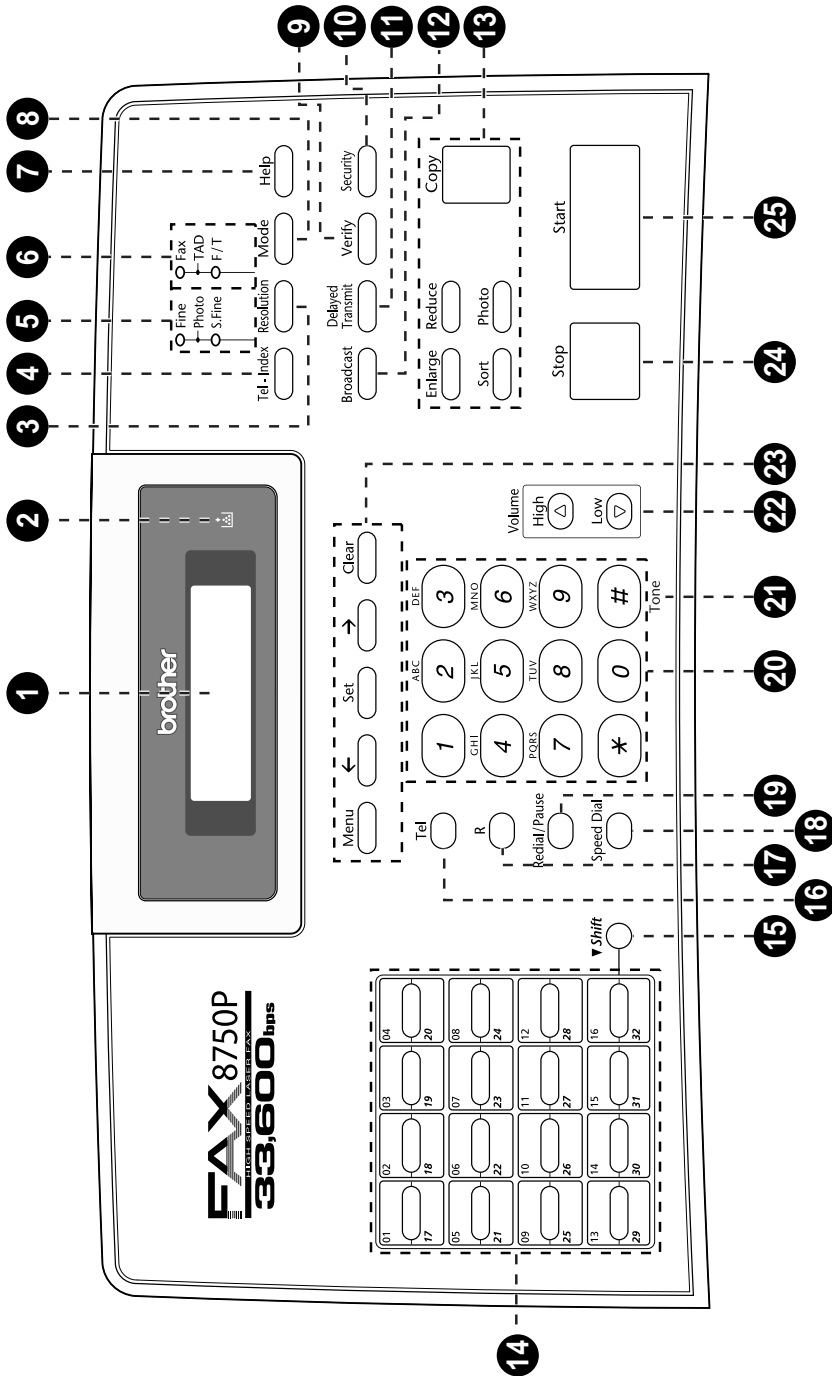 1
2
3
4
5
6
7
8
9
10
11
12
13
brother
Fine
Photo
S.Fine
Fax
TAD
F / T
Tel - Index
Resolution
Mode
Help
Broadcast
Delayed
Transmit
Verify
Security
FAX 8750P
HIGH SPEED LASER FAX
33,600bps
Menu
←
Set
→
Clear
Enlarge
Reduce
Copy
Sort
Photo
01 02 03 04
17 18 19 20
05 06 07 08
21 22 23 24
09 10 11 12
25 26 27 28
13 14 15 16
29 30 31 32
▼Shift
Tel
R
Redial/Pause
Speed Dial
ABC DEF
1 2 3
GHI JKL MNO
4 5 6
PQRS TUV WXYZ
7 8 9
* 0 #
Tone
Volume
High
Low
Stop
Start
14
15
16
17
18
19
20
21
22
23
24
25